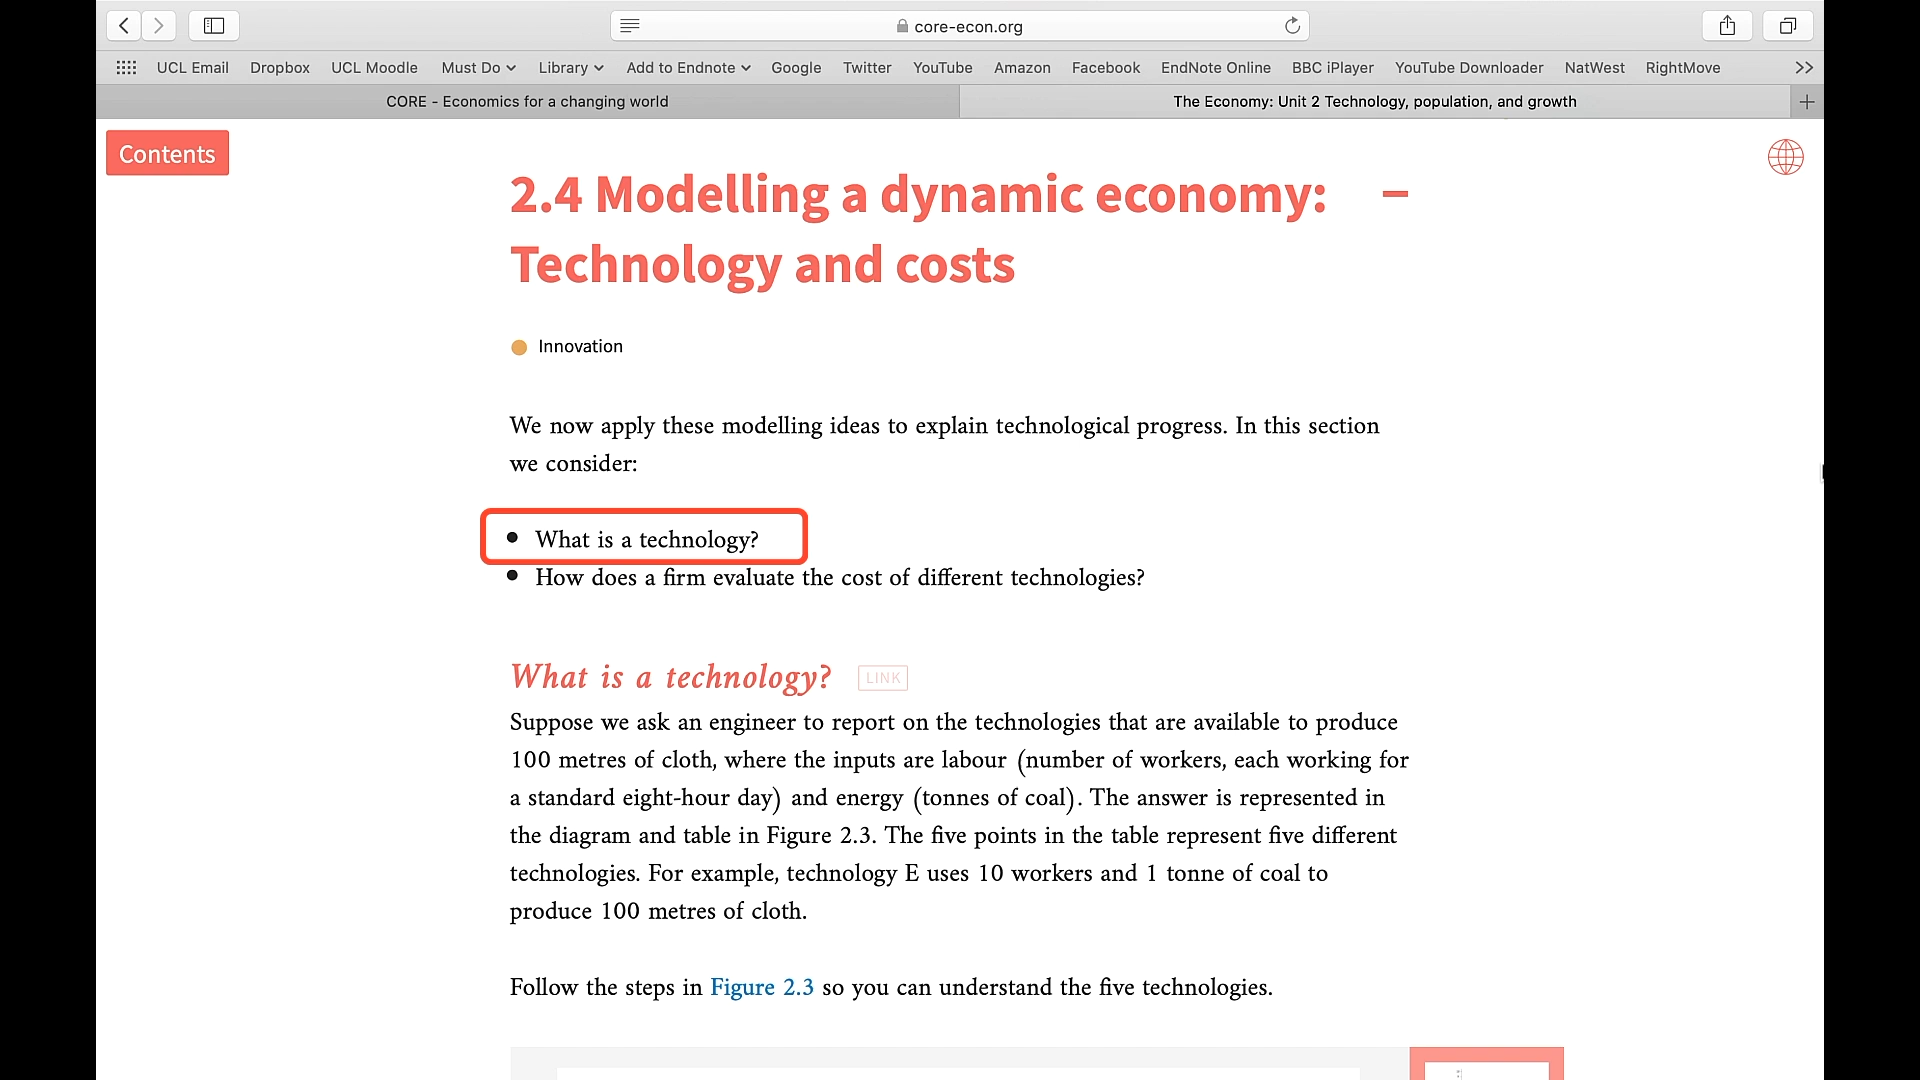 core-econ.org
UCL Email Dropbox UCL Moodle Must Do Library Add to Endnote Google Twitter YouTube Amazon Facebook EndNote Online BBC iPlayer YouTube Downloader NatWest RightMove
CORE - Economics for a changing world The Economy: Unit 2 Technology, population, and growth
Contents
2.4 Modelling a dynamic economy: −
Technology and costs
Innovation
We now apply these modelling ideas to explain technological progress. In this section
we consider:
• What is a technology?
• How does a firm evaluate the cost of different technologies?
What is a technology? LINK
Suppose we ask an engineer to report on the technologies that are available to produce
100 metres of cloth, where the inputs are labour (number of workers, each working for
a standard eight-hour day) and energy (tonnes of coal). The answer is represented in
the diagram and table in Figure 2.3. The five points in the table represent five different
technologies. For example, technology E uses 10 workers and 1 tonne of coal to
produce 100 metres of cloth.
Follow the steps in Figure 2.3 so you can understand the five technologies.